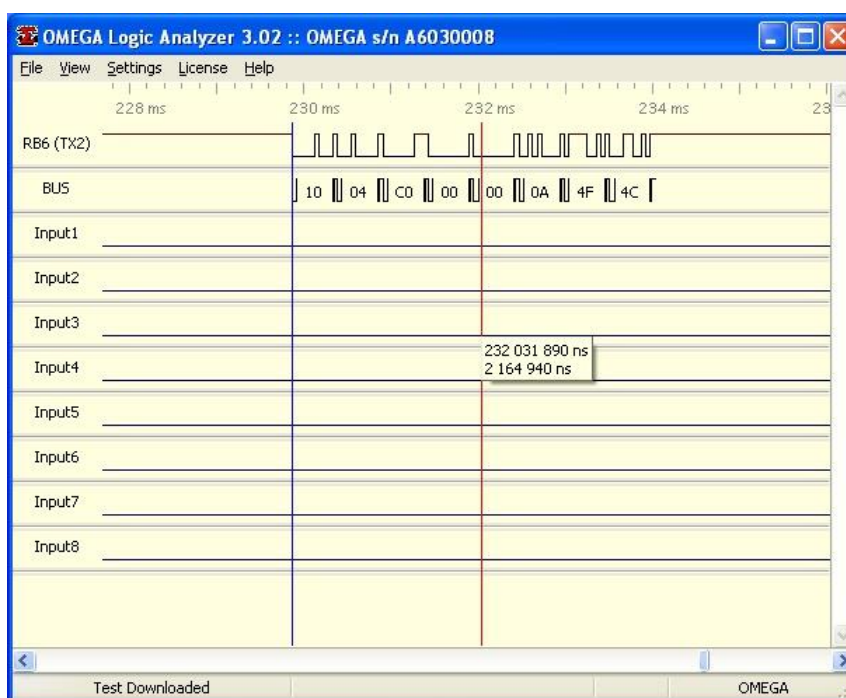 OMEGA Logic Analyzer 3.02 :: OMEGA s/n A6030008
File View Settings License Help
228 ms 230 ms 232 ms 234 ms 23
RB6 (TX2)
BUS 10 04 C0 00 00 0A 4F 4C
Input1
Input2
Input3
232 031 890 ns
2 164 940 ns
Input4
Input5
Input6
Input7
Input8
Test Downloaded OMEGA